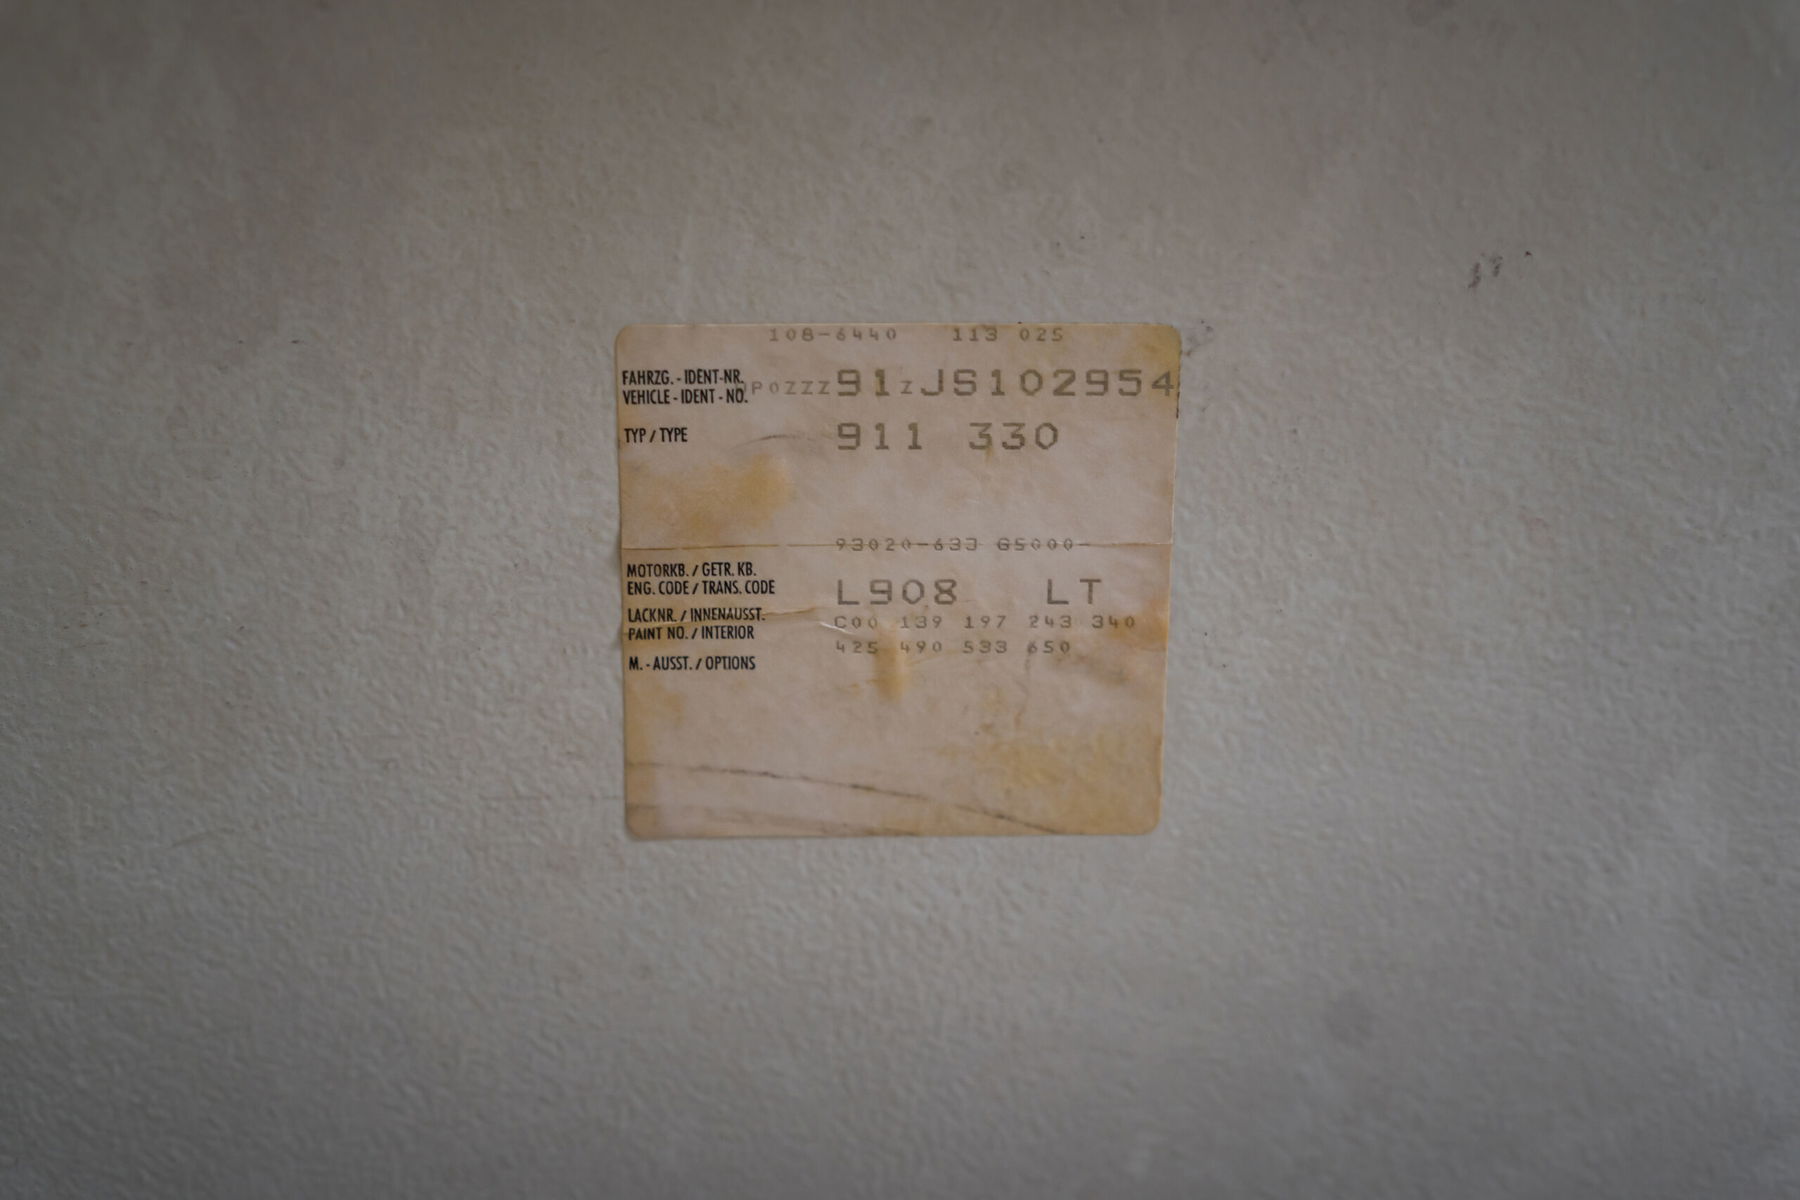 108-6440 113 025
FAHRZG.-IDENT-NR.
VEHICLE-IDENT-NO. WP0ZZZ91ZJS102954
TYP / TYPE 911 330
93020-633 G5000-
MOTORKB. / GETR. KB.
ENG. CODE / TRANS. CODE L908 LT
LACKNR. / INNENAUSST.
PAINT NO. / INTERIOR
C00 139 197 243 340
425 490 533 650
M.-AUSST. / OPTIONS